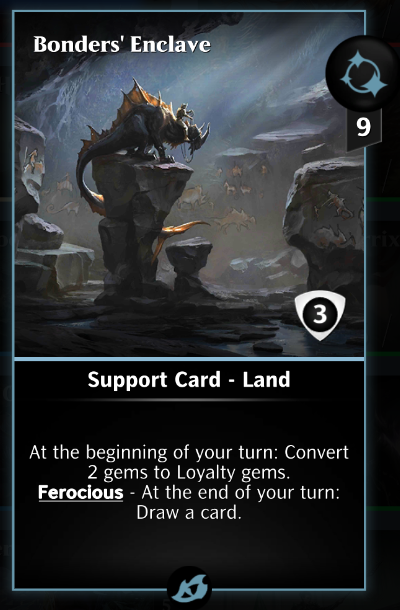 Bonders' Enclave
9
3
Support Card - Land
At the beginning of your turn: Convert
2 gems to Loyalty gems.
Ferocious - At the end of your turn:
Draw a card.